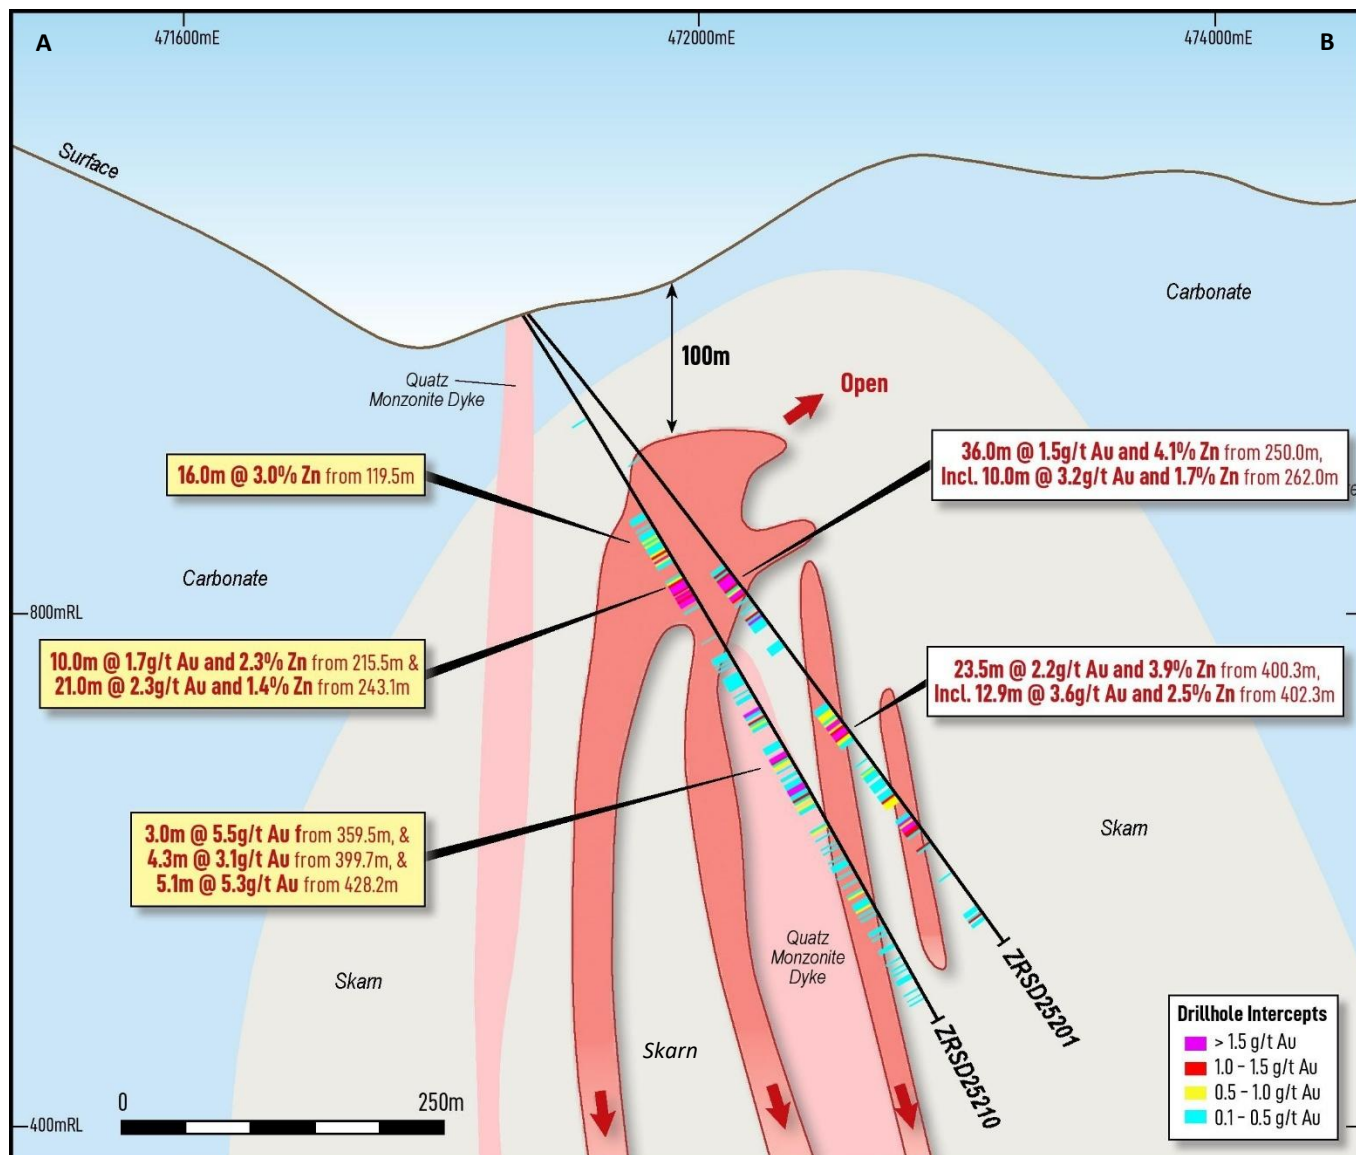 A
471600mE
472000mE
474000mE
B
Surface
Carbonate
100m
Open
Quatz
Monzonite Dyke
16.0m @ 3.0% Zn from 119.5m
36.0m @ 1.5g/t Au and 4.1% Zn from 250.0m,
Incl. 10.0m @ 3.2g/t Au and 1.7% Zn from 262.0m
Carbonate
800mRL
10.0m @ 1.7g/t Au and 2.3% Zn from 215.5m &
21.0m @ 2.3g/t Au and 1.4% Zn from 243.1m
23.5m @ 2.2g/t Au and 3.9% Zn from 400.3m,
Incl. 12.9m @ 3.6g/t Au and 2.5% Zn from 402.3m
3.0m @ 5.5g/t Au from 359.5m, &
4.3m @ 3.1g/t Au from 399.7m, &
5.1m @ 5.3g/t Au from 428.2m
Skarn
Quatz
Monzonite
Dyke
Skarn
Skarn
ZRSD25201
ZRSD25210
Drillhole Intercepts
> 1.5 g/t Au
1.0 - 1.5 g/t Au
0.5 - 1.0 g/t Au
0.1 - 0.5 g/t Au
0 250m
400mRL